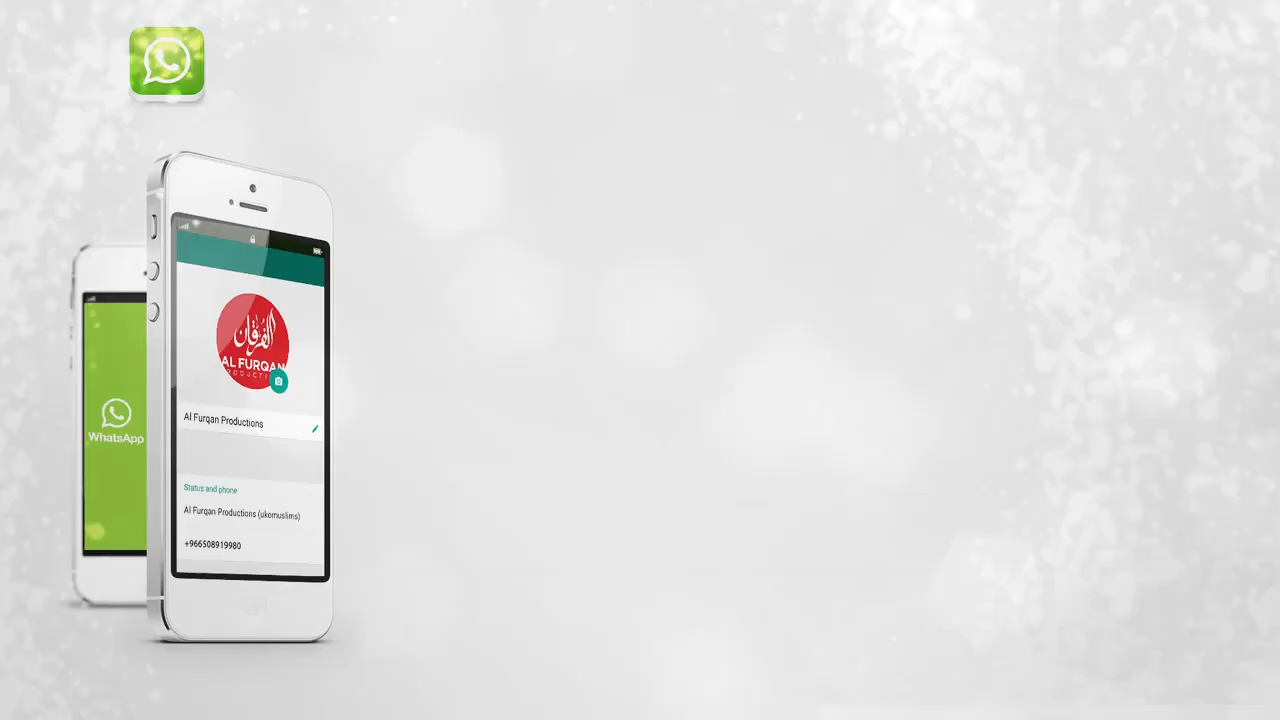 الفرقان
AL FURQAN
Al Furqan Productions
Status and phone
Al Furqan Productions (ukomuslims)
+966508919980
WhatsApp